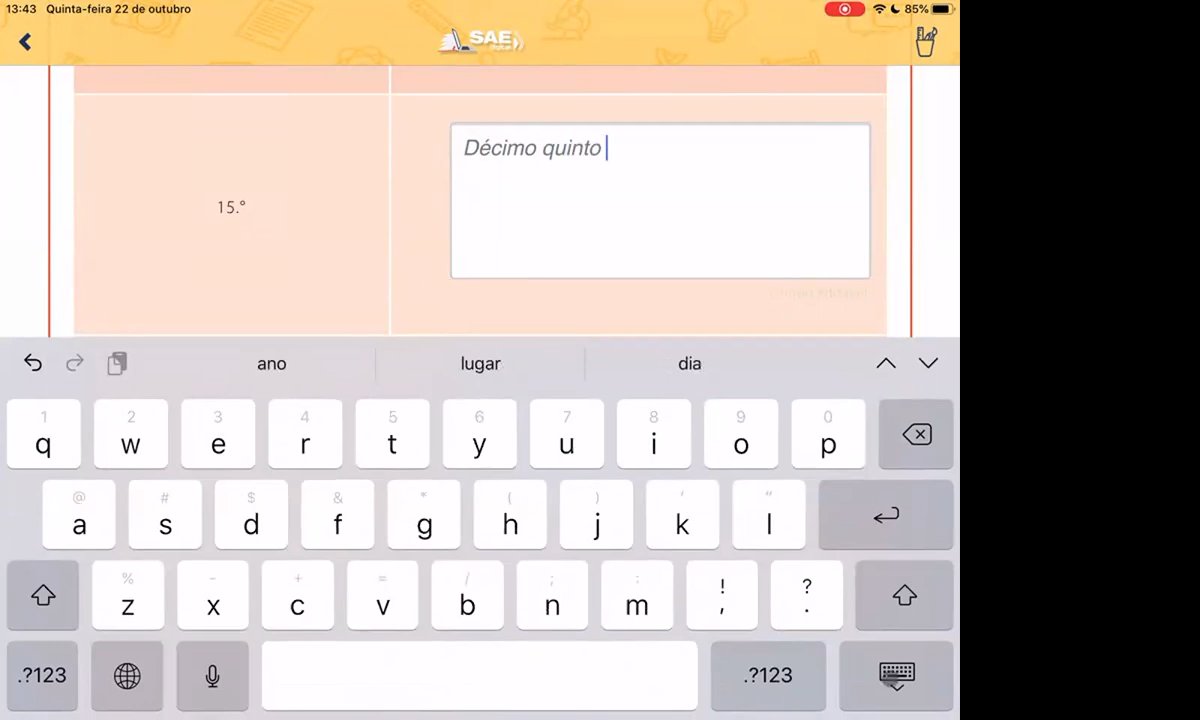 13:43 Quinta-feira 22 de outubro 85%
SAE
Décimo quinto
15.º
ano lugar dia
1 2 3 4 5 6 7 8 9 0
q w e r t y u i o p
@ # $ & * ( ) ' "
a s d f g h j k l
% - + = / ; : ! ?
z x c v b n m , .
.?123 .?123